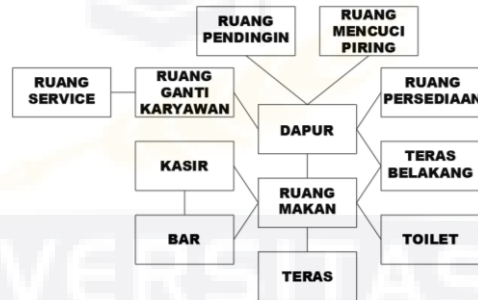 RUANG
PENDINGIN
RUANG
MENCUCI
PIRING
RUANG
SERVICE
RUANG
GANTI
KARYAWAN
RUANG
PERSEDIAAN
DAPUR
KASIR
TERAS
BELAKANG
RUANG
MAKAN
BAR
TOILET
TERAS
VERSITAS